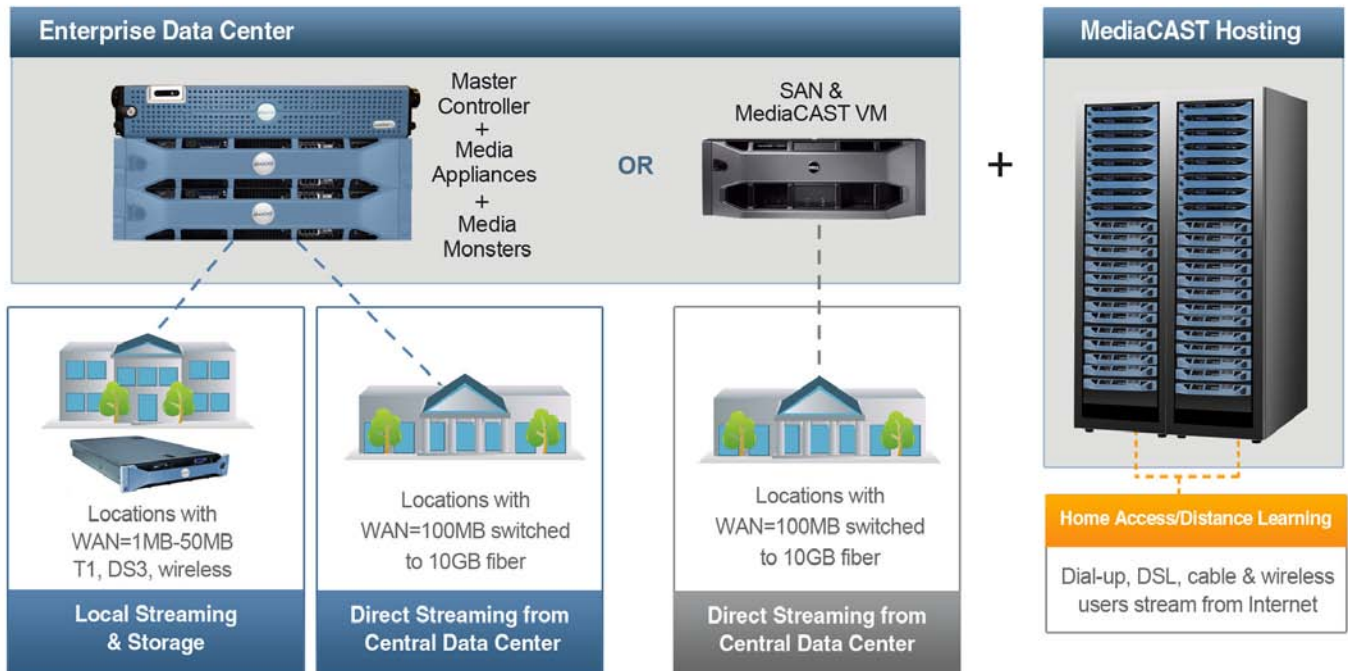 Enterprise Data Center
Master
Controller
+
Media
Appliances
+
Media
Monsters
OR
SAN &
MediaCAST VM
+
MediaCAST Hosting
Locations with
WAN=1MB-50MB
T1, DS3, wireless
Local Streaming
& Storage
Locations with
WAN=100MB switched
to 10GB fiber
Direct Streaming from
Central Data Center
Locations with
WAN=100MB switched
to 10GB fiber
Direct Streaming from
Central Data Center
Home Access/Distance Learning
Dial-up, DSL, cable & wireless
users stream from Internet